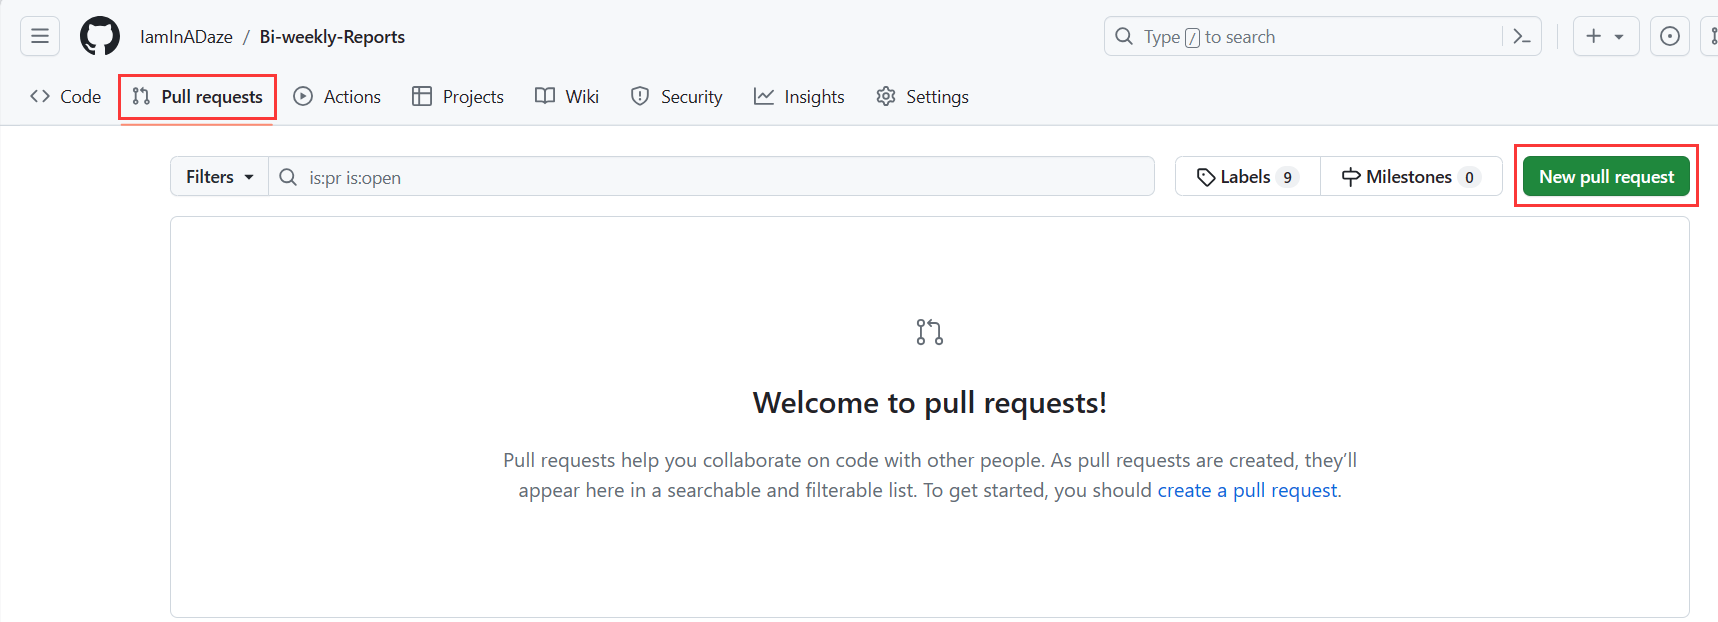 IamInADaze / Bi-weekly-Reports
Type / to search
Code Pull requests Actions Projects Wiki Security Insights Settings
Filters is:pr is:open Labels 9 Milestones 0 New pull request
Welcome to pull requests!
Pull requests help you collaborate on code with other people. As pull requests are created, they’ll
appear here in a searchable and filterable list. To get started, you should create a pull request.